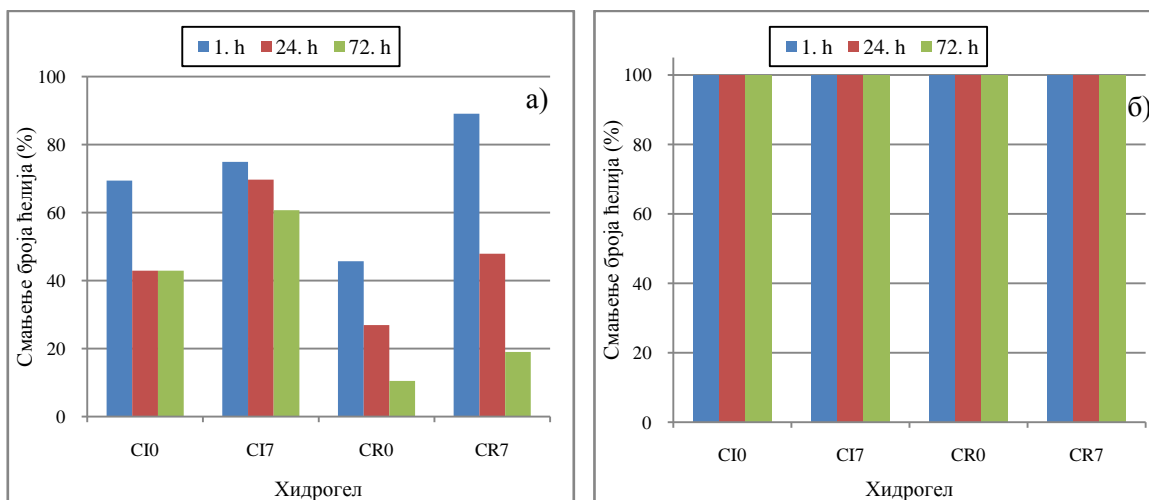 1. h 24. h 72. h
а)
Смањење броја ћелија (%)
100
80
60
40
20
0
CI0 CI7 CR0 CR7
Хидрогел
1. h 24. h 72. h
б)
Смањење броја ћелија (%)
100
80
60
40
20
0
CI0 CI7 CR0 CR7
Хидрогел